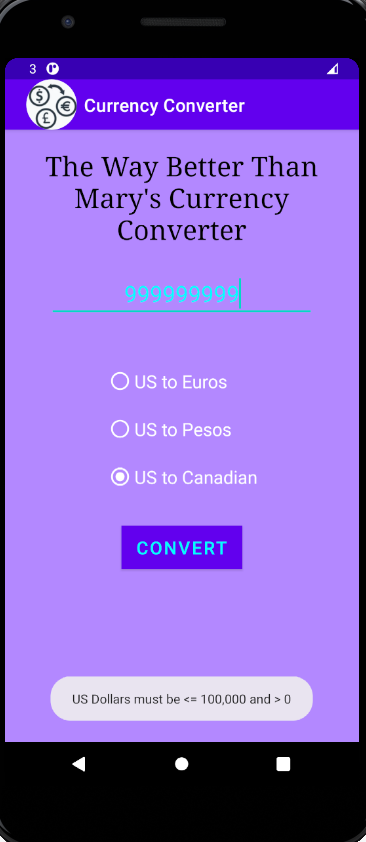 3
$
€
£
Currency Converter
The Way Better Than
Mary's Currency
Converter
999999999
US to Euros
US to Pesos
US to Canadian
CONVERT
US Dollars must be <= 100,000 and > 0